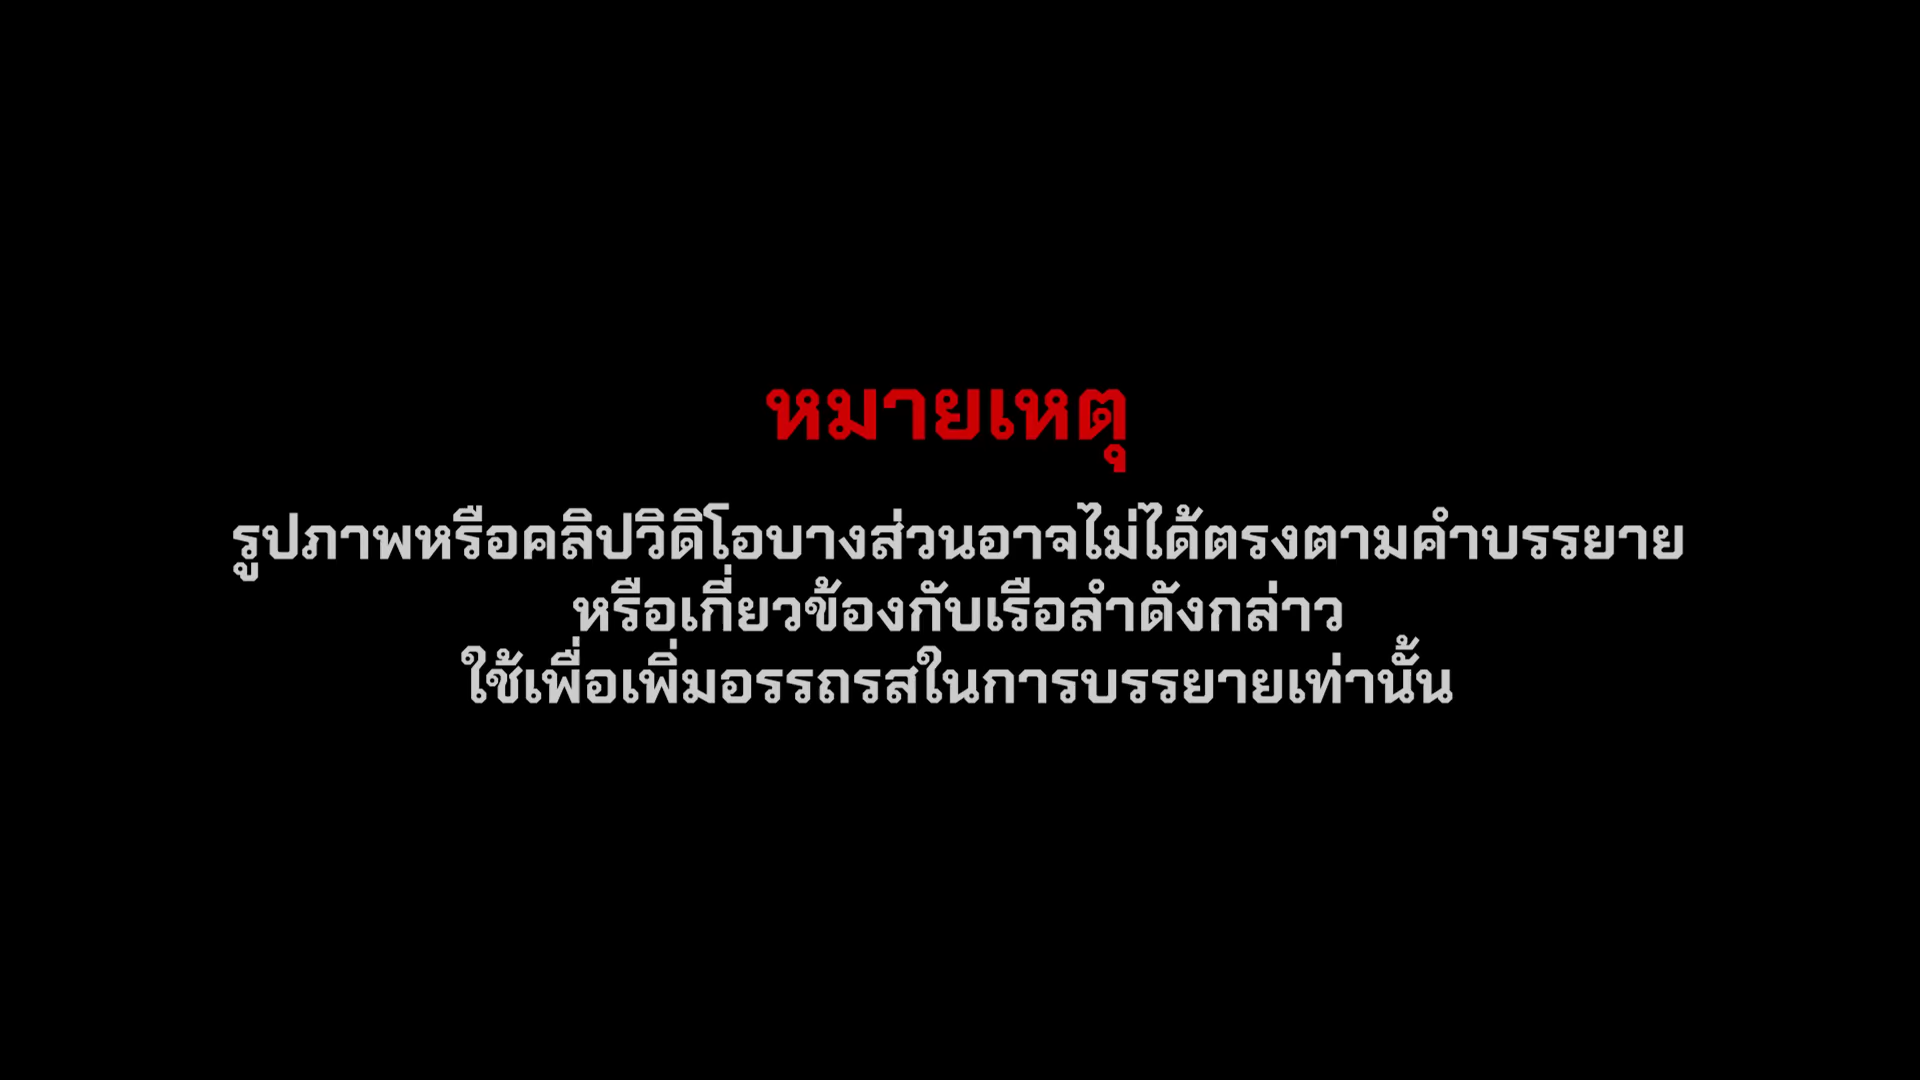 หมายเหตุ
รูปภาพหรือคลิปวิดิโอบางส่วนอาจไม่ได้ตรงตามคำบรรยาย
หรือเกี่ยวข้องกับเรือลำดังกล่าว
ใช้เพื่อเพิ่มอรรถรสในการบรรยายเท่านั้น